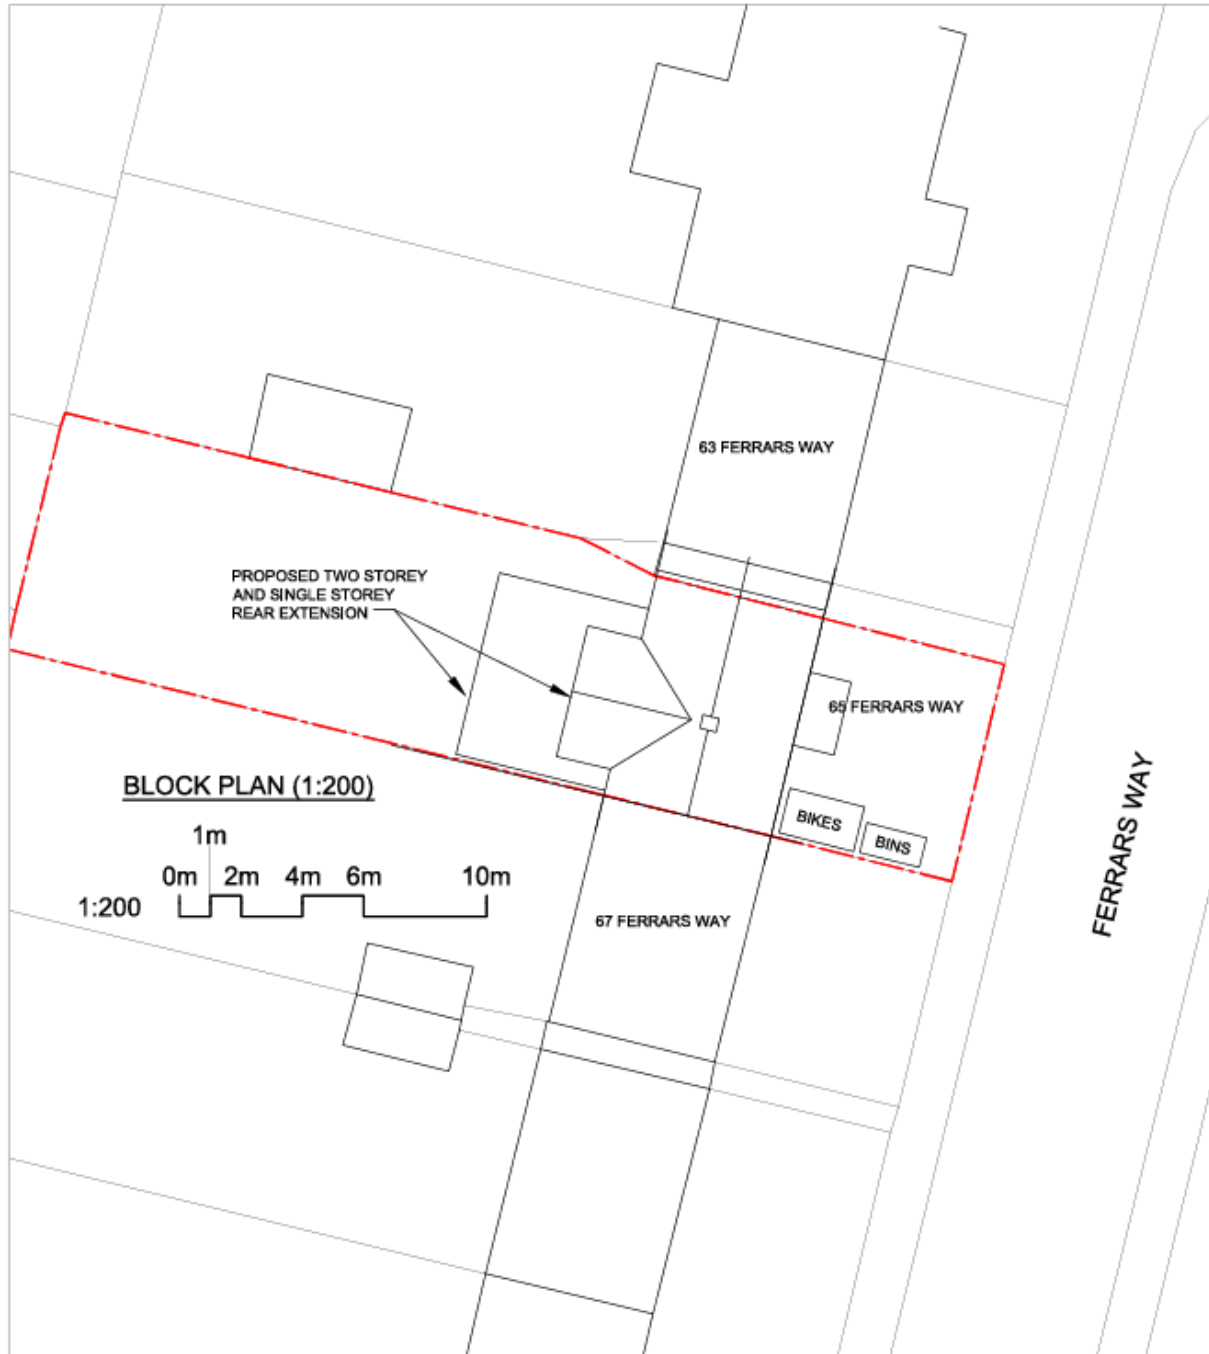 63 FERRARS WAY
PROPOSED TWO STOREY
AND SINGLE STOREY
REAR EXTENSION
65 FERRARS WAY
BLOCK PLAN (1:200)
BIKES
BINS
1m
0m 2m 4m 6m 10m
1:200
67 FERRARS WAY
FERRARS WAY